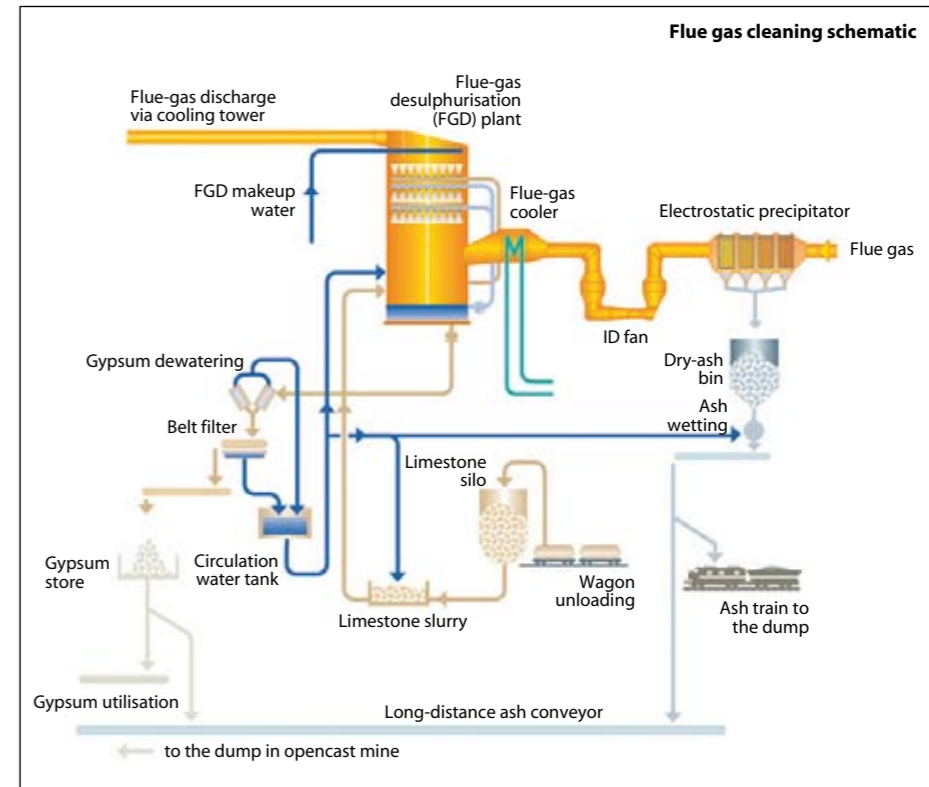 Flue gas cleaning schematic
Flue-gas discharge
via cooling tower
Flue-gas
desulphurisation
(FGD) plant
FGD makeup
water
Flue-gas
cooler
Electrostatic precipitator
Flue gas
ID fan
Gypsum dewatering
Dry-ash
bin
Belt filter
Ash
wetting
Limestone
silo
Gypsum
store
Circulation
water tank
Wagon
unloading
Limestone slurry
Ash train to
the dump
Gypsum utilisation
Long-distance ash conveyor
to the dump in opencast mine